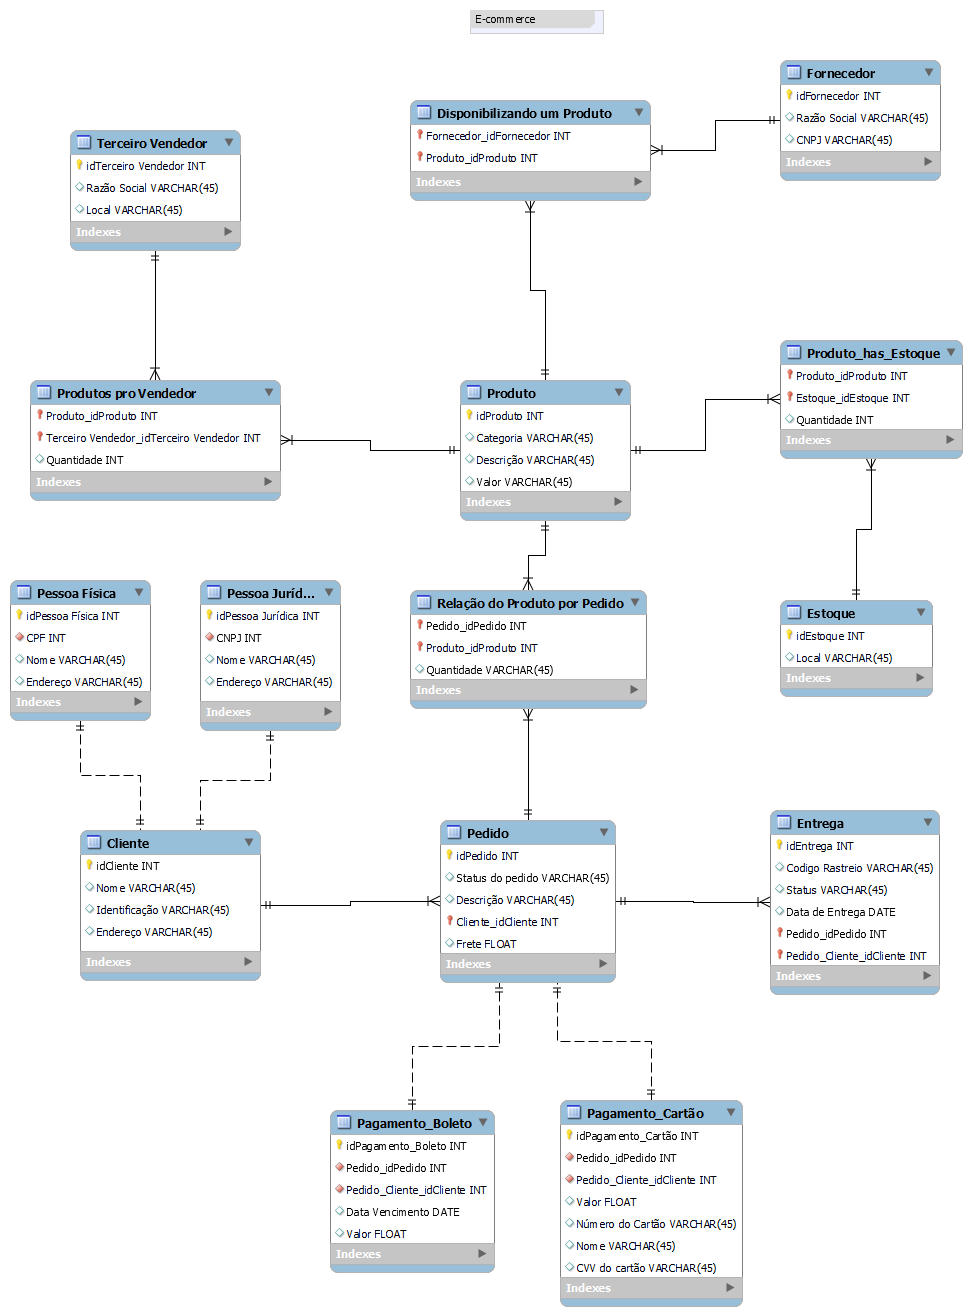 E-commerce
Fornecedor
idFornecedor INT
Razão Social VARCHAR(45)
CNPJ VARCHAR(45)
Indexes
Disponibilizando um Produto
Fornecedor_idFornecedor INT
Produto_idProduto INT
Indexes
Terceiro Vendedor
idTerceiro Vendedor INT
Razão Social VARCHAR(45)
Local VARCHAR(45)
Indexes
Produto_has_Estoque
Produto_idProduto INT
Estoque_idEstoque INT
Quantidade INT
Indexes
Produtos pro Vendedor
Produto_idProduto INT
Terceiro Vendedor_idTerceiro Vendedor INT
Quantidade INT
Indexes
Produto
idProduto INT
Categoria VARCHAR(45)
Descrição VARCHAR(45)
Valor VARCHAR(45)
Indexes
Pessoa Física
idPessoa Física INT
CPF INT
Nome VARCHAR(45)
Endereço VARCHAR(45)
Indexes
Pessoa Juríd...
idPessoa Jurídica INT
CNPJ INT
Nome VARCHAR(45)
Endereço VARCHAR(45)
Indexes
Relação do Produto por Pedido
Pedido_idPedido INT
Produto_idProduto INT
Quantidade VARCHAR(45)
Indexes
Estoque
idEstoque INT
Local VARCHAR(45)
Indexes
Cliente
idCliente INT
Nome VARCHAR(45)
Identificação VARCHAR(45)
Endereço VARCHAR(45)
Indexes
Pedido
idPedido INT
Status do pedido VARCHAR(45)
Descrição VARCHAR(45)
Cliente_idCliente INT
Frete FLOAT
Indexes
Entrega
idEntrega INT
Codigo Rastreio VARCHAR(45)
Status VARCHAR(45)
Data de Entrega DATE
Pedido_idPedido INT
Pedido_Cliente_idCliente INT
Indexes
Pagamento_Boleto
idPagamento_Boleto INT
Pedido_idPedido INT
Pedido_Cliente_idCliente INT
Data Vencimento DATE
Valor FLOAT
Indexes
Pagamento_Cartão
idPagamento_Cartão INT
Pedido_idPedido INT
Pedido_Cliente_idCliente INT
Valor FLOAT
Número do Cartão VARCHAR(45)
Nome VARCHAR(45)
CVV do cartão VARCHAR(45)
Indexes